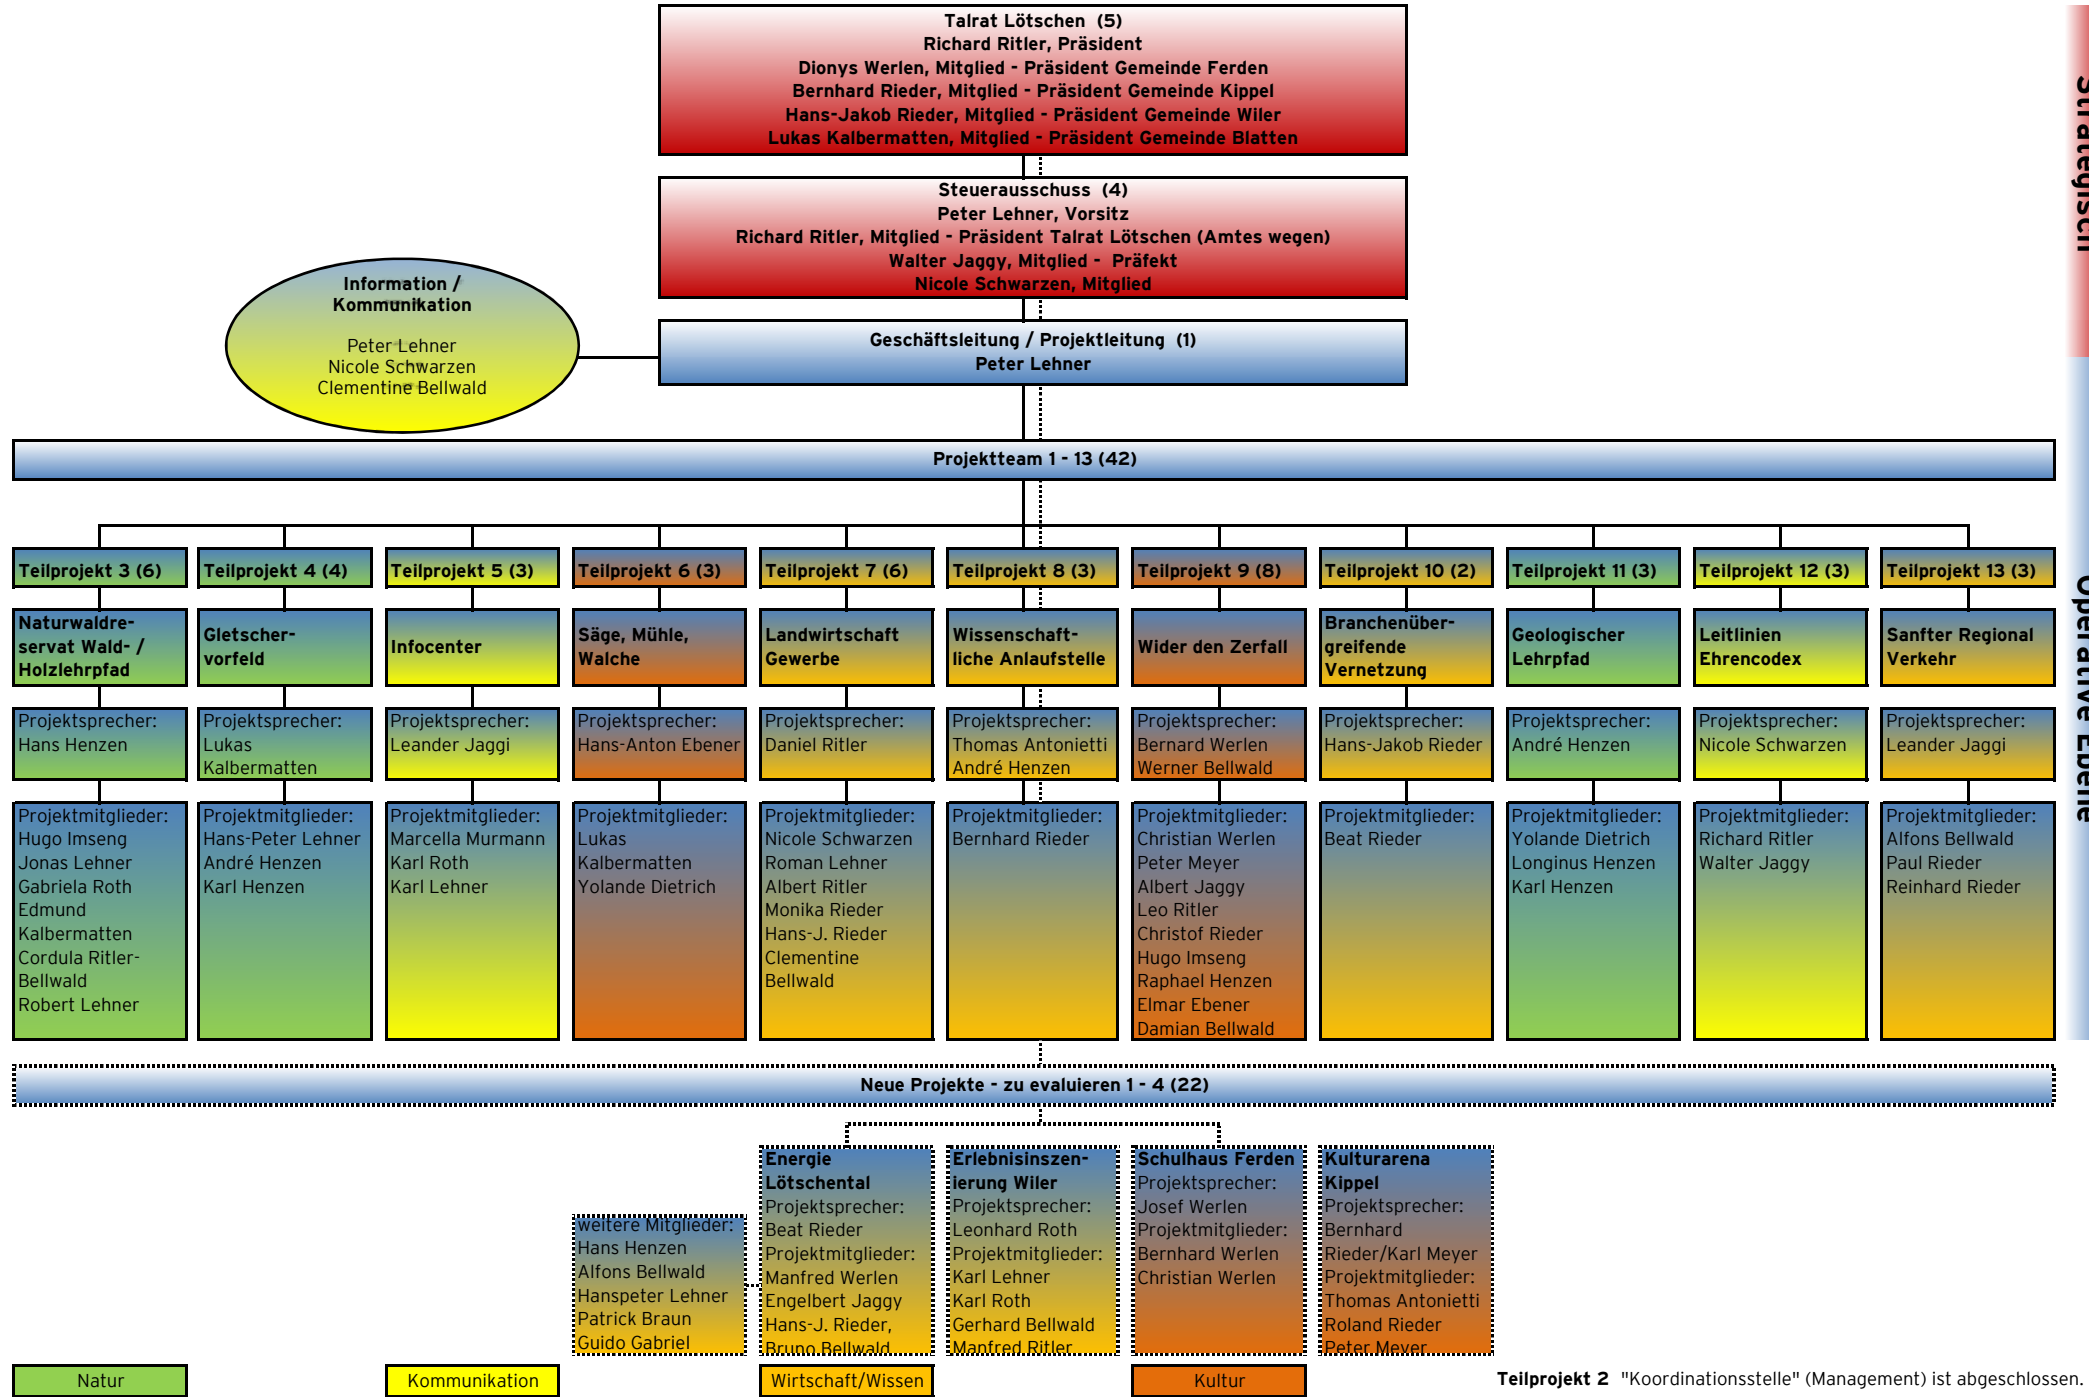 Talrat Lötschen (5)
Richard Ritler, Präsident
Dionys Werlen, Mitglied - Präsident Gemeinde Ferden
Bernhard Rieder, Mitglied - Präsident Gemeinde Kippel
Hans-Jakob Rieder, Mitglied - Präsident Gemeinde Wiler
Lukas Kalbermatten, Mitglied - Präsident Gemeinde Blatten
Strategisch
Steuerausschuss (4)
Peter Lehner, Vorsitz
Richard Ritler, Mitglied - Präsident Talrat Lötschen (Amtes wegen)
Walter Jaggy, Mitglied - Präfekt
Nicole Schwarzen, Mitglied
Information /
Kommunikation
Peter Lehner
Nicole Schwarzen
Clementine Bellwald
Geschäftsleitung / Projektleitung (1)
Peter Lehner
Operative Ebene
Projektteam 1 - 13 (42)
Teilprojekt 3 (6)
Naturwaldre-
servat Wald- /
Holzlehrpfad
Projektsprecher:
Hans Henzen
Projektmitglieder:
Hugo Imseng
Jonas Lehner
Gabriela Roth
Edmund
Kalbermatten
Cordula Ritler-
Bellwald
Robert Lehner
Teilprojekt 4 (4)
Gletscher-
vorfeld
Projektsprecher:
Lukas
Kalbermatten
Projektmitglieder:
Hans-Peter Lehner
André Henzen
Karl Henzen
Teilprojekt 5 (3)
Infocenter
Projektsprecher:
Leander Jaggi
Projektmitglieder:
Marcella Murmann
Karl Roth
Karl Lehner
Teilprojekt 6 (3)
Säge, Mühle,
Walche
Projektsprecher:
Hans-Anton Ebener
Projektmitglieder:
Lukas
Kalbermatten
Yolande Dietrich
Teilprojekt 7 (6)
Landwirtschaft
Gewerbe
Projektsprecher:
Daniel Ritler
Projektmitglieder:
Nicole Schwarzen
Roman Lehner
Albert Ritler
Monika Rieder
Hans-J. Rieder
Clementine
Bellwald
Teilprojekt 8 (3)
Wissenschaft-
liche Anlaufstelle
Projektsprecher:
Thomas Antonietti
André Henzen
Projektmitglieder:
Bernhard Rieder
Teilprojekt 9 (8)
Wider den Zerfall
Projektsprecher:
Bernard Werlen
Werner Bellwald
Projektmitglieder:
Christian Werlen
Peter Meyer
Albert Jaggy
Leo Ritler
Christof Rieder
Hugo Imseng
Raphael Henzen
Elmar Ebener
Damian Bellwald
Teilprojekt 10 (2)
Branchenüber-
greifende
Vernetzung
Projektsprecher:
Hans-Jakob Rieder
Projektmitglieder:
Beat Rieder
Teilprojekt 11 (3)
Geologischer
Lehrpfad
Projektsprecher:
André Henzen
Projektmitglieder:
Yolande Dietrich
Longinus Henzen
Karl Henzen
Teilprojekt 12 (3)
Leitlinien
Ehrencodex
Projektsprecher:
Nicole Schwarzen
Projektmitglieder:
Richard Ritler
Walter Jaggy
Teilprojekt 13 (3)
Sanfter Regional
Verkehr
Projektsprecher:
Leander Jaggi
Projektmitglieder:
Alfons Bellwald
Paul Rieder
Reinhard Rieder
Neue Projekte - zu evaluieren 1 - 4 (22)
weitere Mitglieder:
Hans Henzen
Alfons Bellwald
Hanspeter Lehner
Patrick Braun
Guido Gabriel
Energie
Lötschental
Projektsprecher:
Beat Rieder
Projektmitglieder:
Manfred Werlen
Engelbert Jaggy
Hans-J. Rieder,
Bruno Bellwald
Erlebnisinszen-
ierung Wiler
Projektsprecher:
Leonhard Roth
Projektmitglieder:
Karl Lehner
Karl Roth
Gerhard Bellwald
Manfred Ritler
Schulhaus Ferden
Projektsprecher:
Josef Werlen
Projektmitglieder:
Bernhard Werlen
Christian Werlen
Kulturarena
Kippel
Projektsprecher:
Bernhard
Rieder/Karl Meyer
Projektmitglieder:
Thomas Antonietti
Roland Rieder
Peter Meyer
Natur
Kommunikation
Wirtschaft/Wissen
Kultur
Teilprojekt 2 "Koordinationsstelle" (Management) ist abgeschlossen.